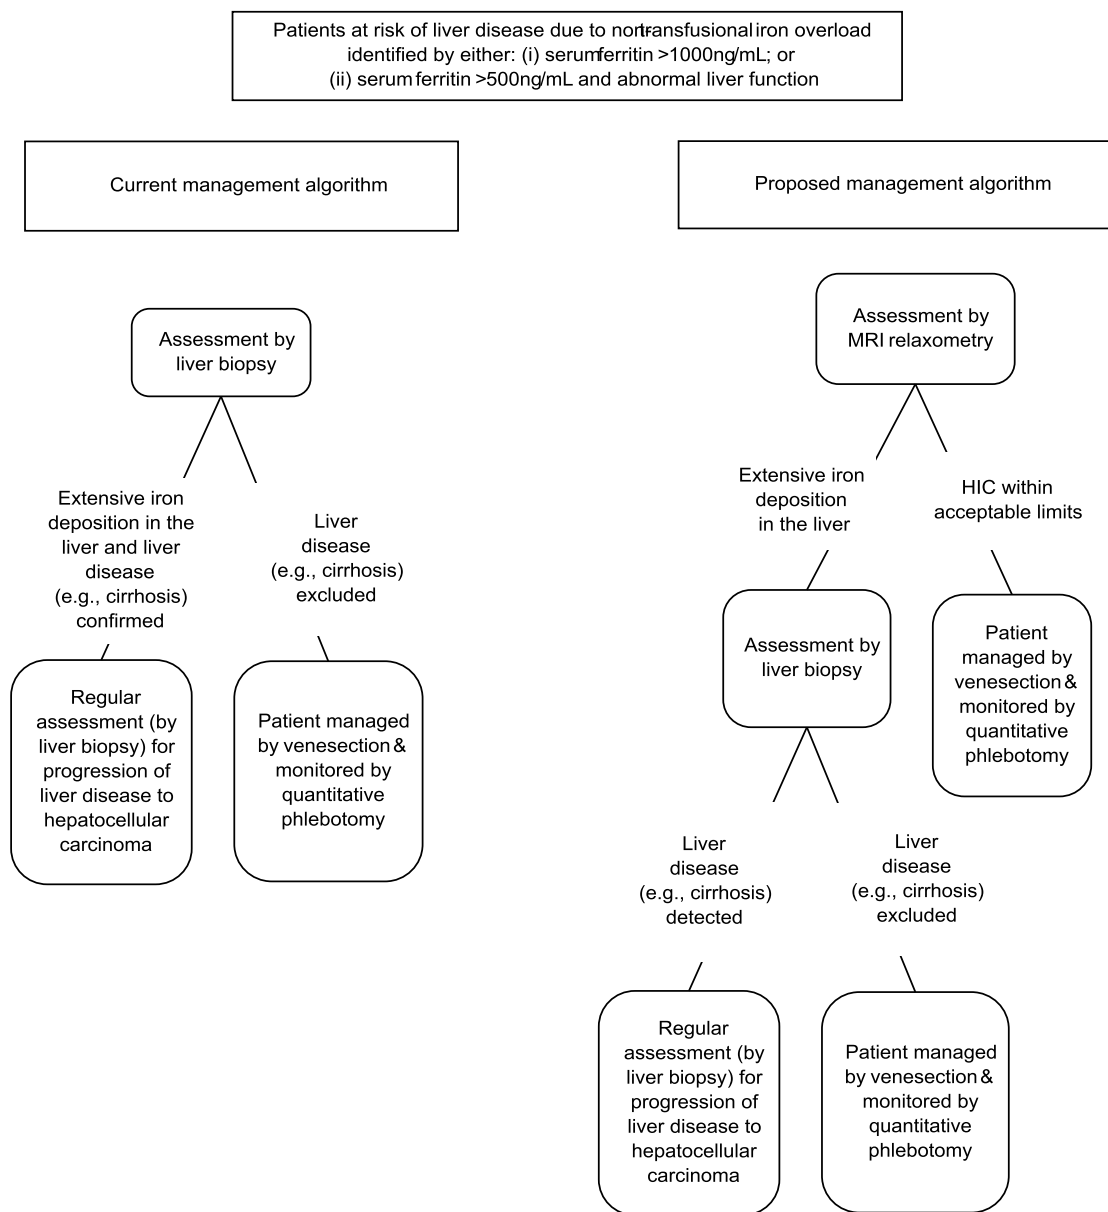 Patients at risk of liver disease due to non-transfusional iron overload
identified by either: (i) serum ferritin >1000ng/mL; or
(ii) serum ferritin >500ng/mL and abnormal liver function
Current management algorithm
Proposed management algorithm
Assessment by
liver biopsy
Extensive iron
deposition in the
liver and liver
disease
(e.g., cirrhosis)
confirmed
Liver
disease
(e.g., cirrhosis)
excluded
Regular
assessment (by
liver biopsy) for
progression of
liver disease to
hepatocellular
carcinoma
Patient managed
by venesection &
monitored by
quantitative
phlebotomy
Assessment by
MRI relaxometry
Extensive iron
deposition
in the liver
HIC within
acceptable limits
Assessment by
liver biopsy
Patient
managed by
venesection &
monitored by
quantitative
phlebotomy
Liver
disease
(e.g., cirrhosis)
detected
Liver
disease
(e.g., cirrhosis)
excluded
Regular
assessment (by
liver biopsy) for
progression of
liver disease to
hepatocellular
carcinoma
Patient managed
by venesection &
monitored by
quantitative
phlebotomy